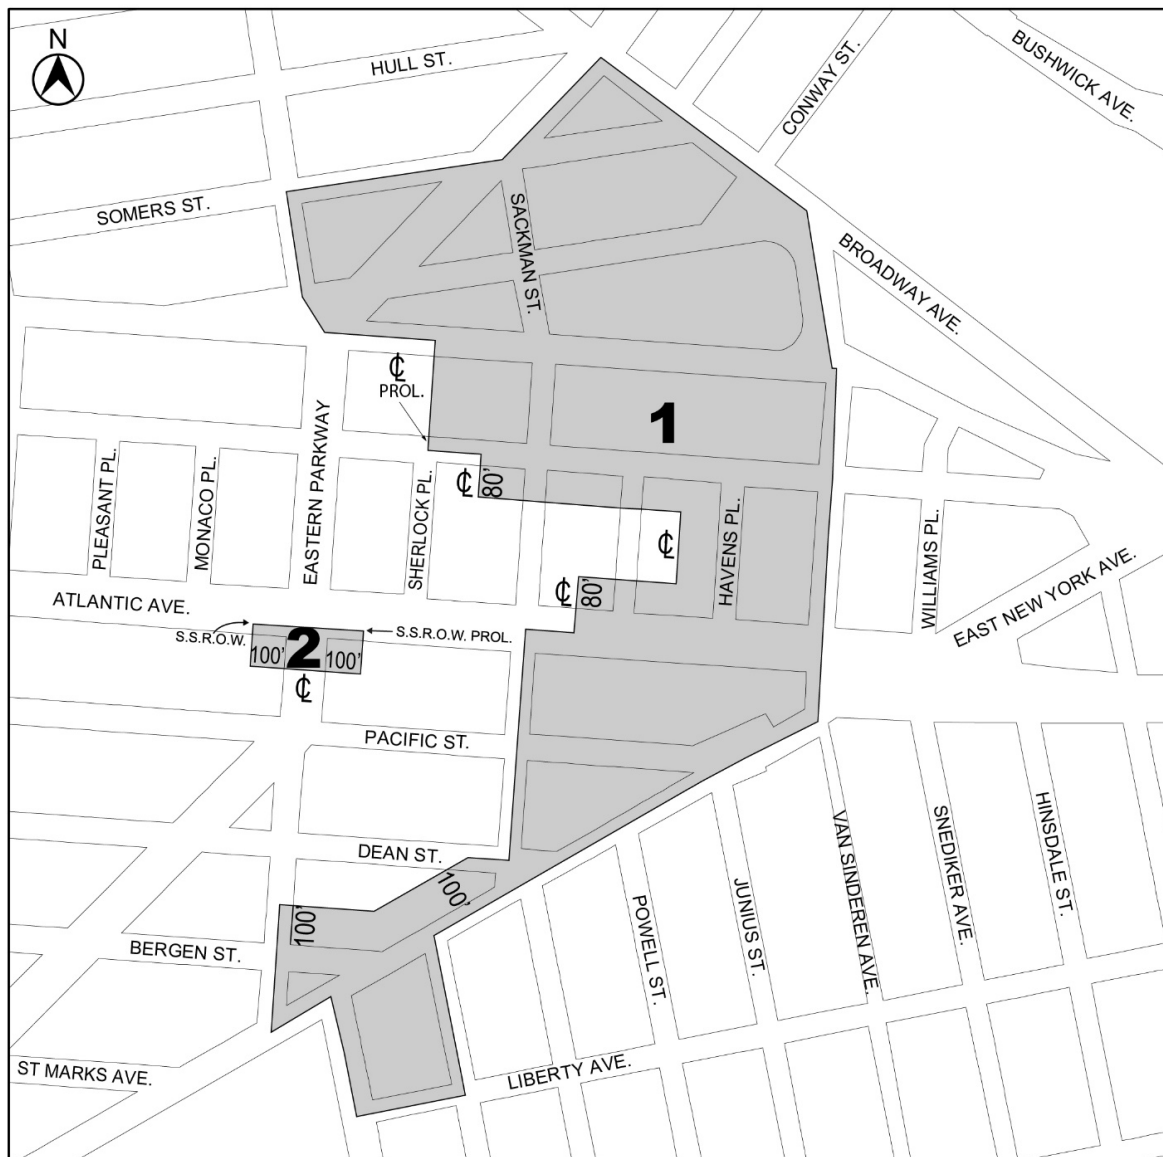 N
HULL ST.
CONWAY ST.
BUSHWICK AVE.
SOMERS ST.
SACKMAN ST.
BROADWAY AVE.
℄
PROL.
1
EASTERN PARKWAY
PLEASANT PL.
MONACO PL.
SHERLOCK PL.
℄
80'
℄
HAVENS PL.
WILLIAMS PL.
EAST NEW YORK AVE.
ATLANTIC AVE.
℄
80'
S.S.R.O.W.
2
S.S.R.O.W. PROL.
100'
100'
℄
PACIFIC ST.
DEAN ST.
100'
100'
BERGEN ST.
POWELL ST.
JUNIUS ST.
VAN SINDEREN AVE.
SNEDIKER AVE.
HINSDALE ST.
ST MARKS AVE.
LIBERTY AVE.